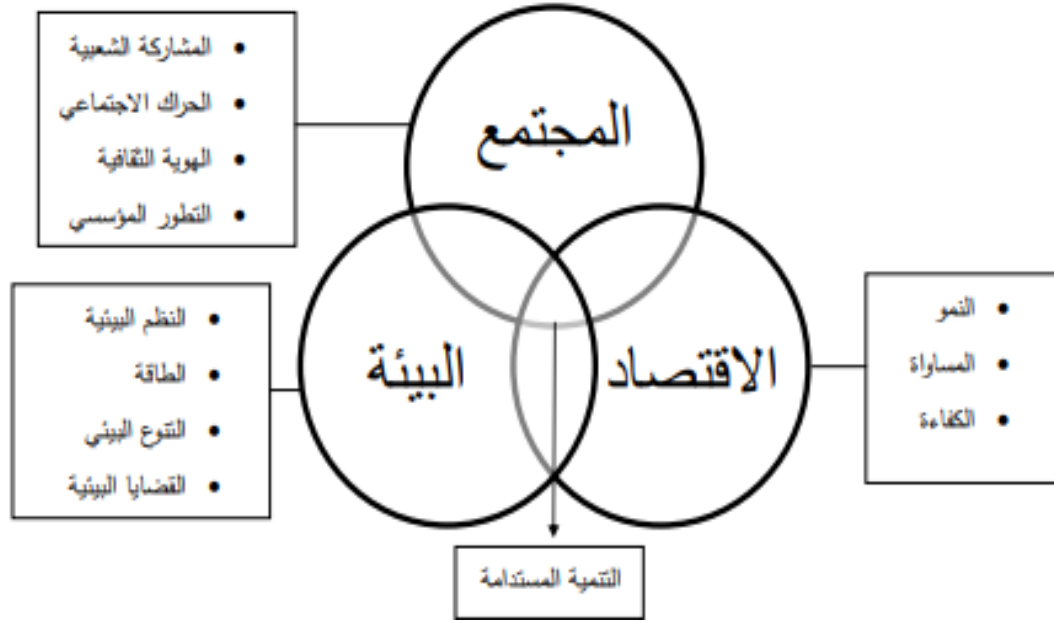 المشاركة الشعبية
الحراك الاجتماعي
الهوية الثقافية
التطور المؤسسي
المجتمع
النمو
المساواة
الكفاءة
الاقتصاد
البيئة
النظم البيئية
الطاقة
التنوع البيئي
القضايا البيئية
التنمية المستدامة